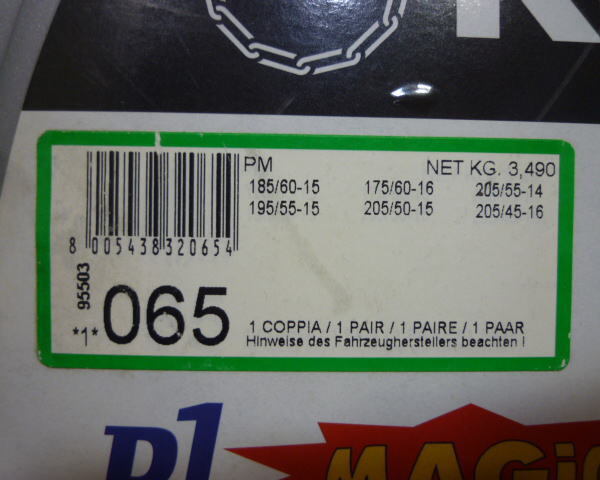 PM NET KG. 3,490
185/60-15 175/60-16 205/55-14
195/55-15 205/50-15 205/45-16
8 005438 320654
95503
*1* 065
1 COPPIA / 1 PAIR / 1 PAIRE / 1 PAAR
Hinweise des Fahrzeugherstellers beachten !
P1 MAGIC